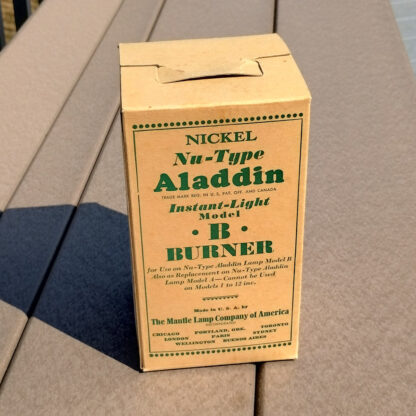 NICKEL
Nu-Type
Aladdin
TRADE MARK REG. IN U. S. PAT. OFF. AND CANADA
Instant-Light
Model
· B ·
BURNER
for Use on Nu-Type Aladdin Lamp Model B
Also as Replacement on Nu-Type Aladdin
Lamp Model A—Cannot be Used
on Models 1 to 12 inc.
Made in U. S. A. by
The Mantle Lamp Company of America
INCORPORATED
CHICAGO PORTLAND, ORE. TORONTO
LONDON PARIS SYDNEY
WELLINGTON BUENOS AIRES